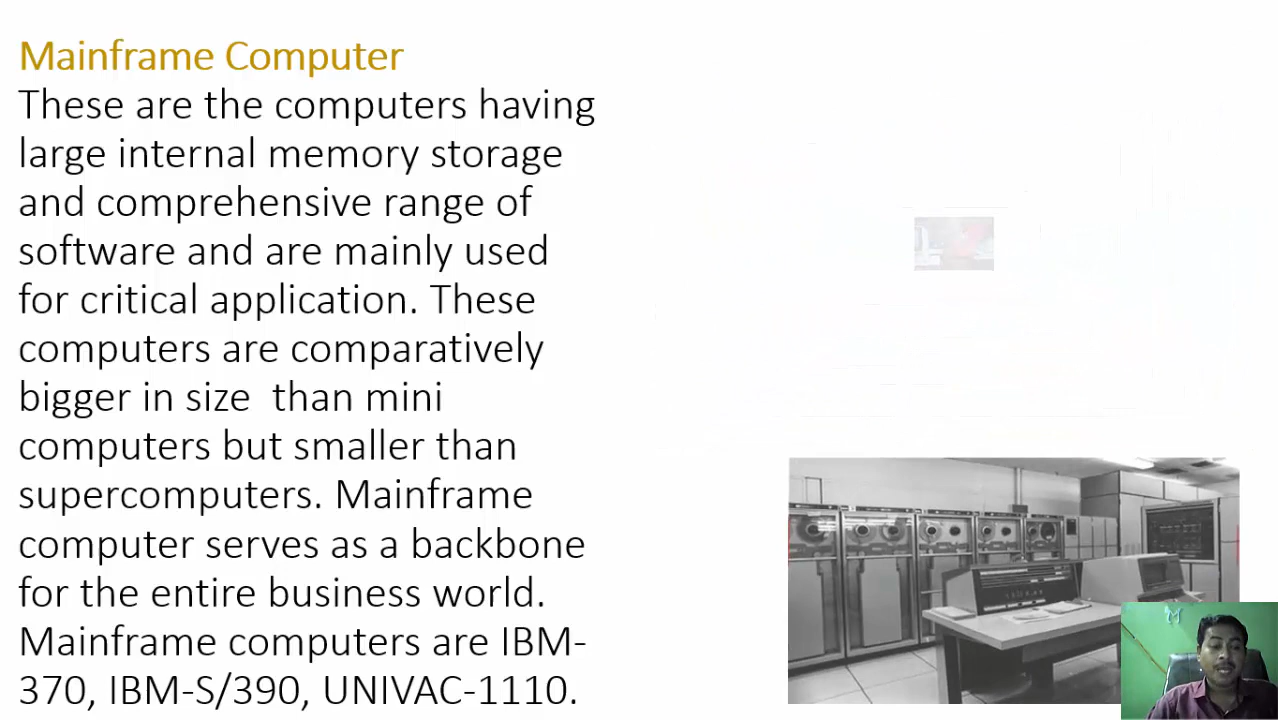 Mainframe Computer
These are the computers having
large internal memory storage
and comprehensive range of
software and are mainly used
for critical application. These
computers are comparatively
bigger in size  than mini
computers but smaller than
supercomputers. Mainframe
computer serves as a backbone
for the entire business world.
Mainframe computers are IBM-
370, IBM-S/390, UNIVAC-1110.